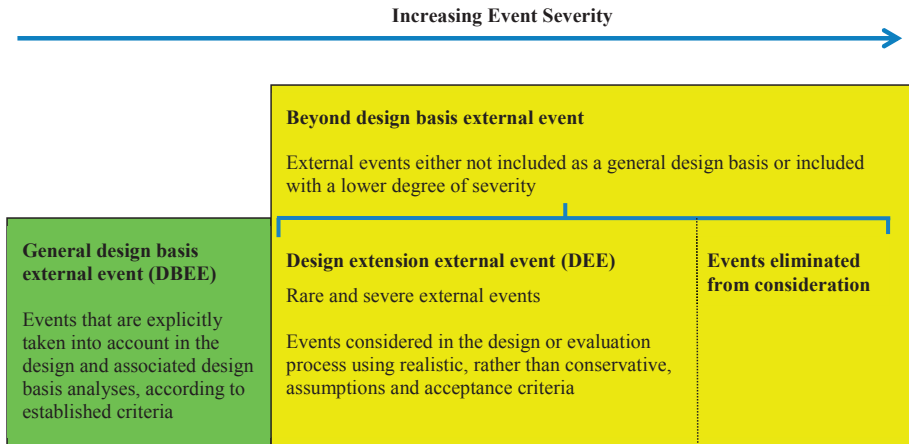 Increasing Event Severity
Beyond design basis external event
External events either not included as a general design basis or included
with a lower degree of severity
General design basis
external event (DBEE)
Events that are explicitly
taken into account in the
design and associated design
basis analyses, according to
established criteria
Design extension external event (DEE)
Rare and severe external events
Events considered in the design or evaluation
process using realistic, rather than conservative,
assumptions and acceptance criteria
Events eliminated
from consideration